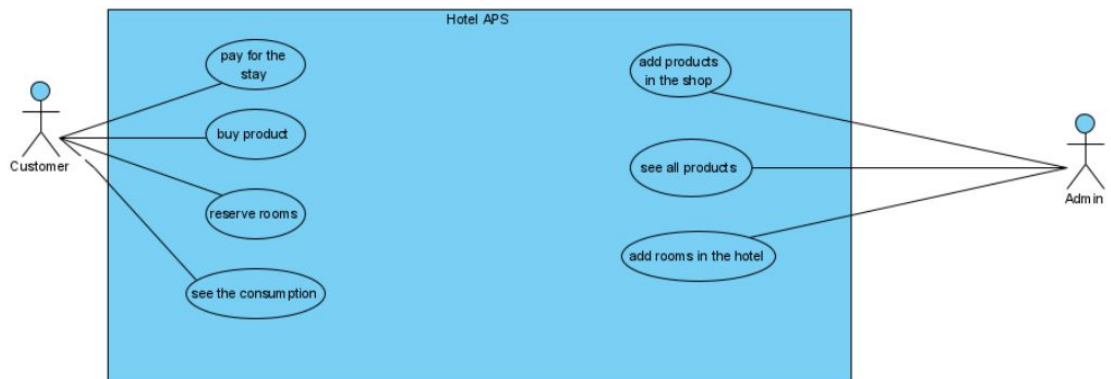 Hotel APS
pay for the
stay
buy product
reserve rooms
see the consumption
Customer
add products
in the shop
see all products
add rooms in the hotel
Admin